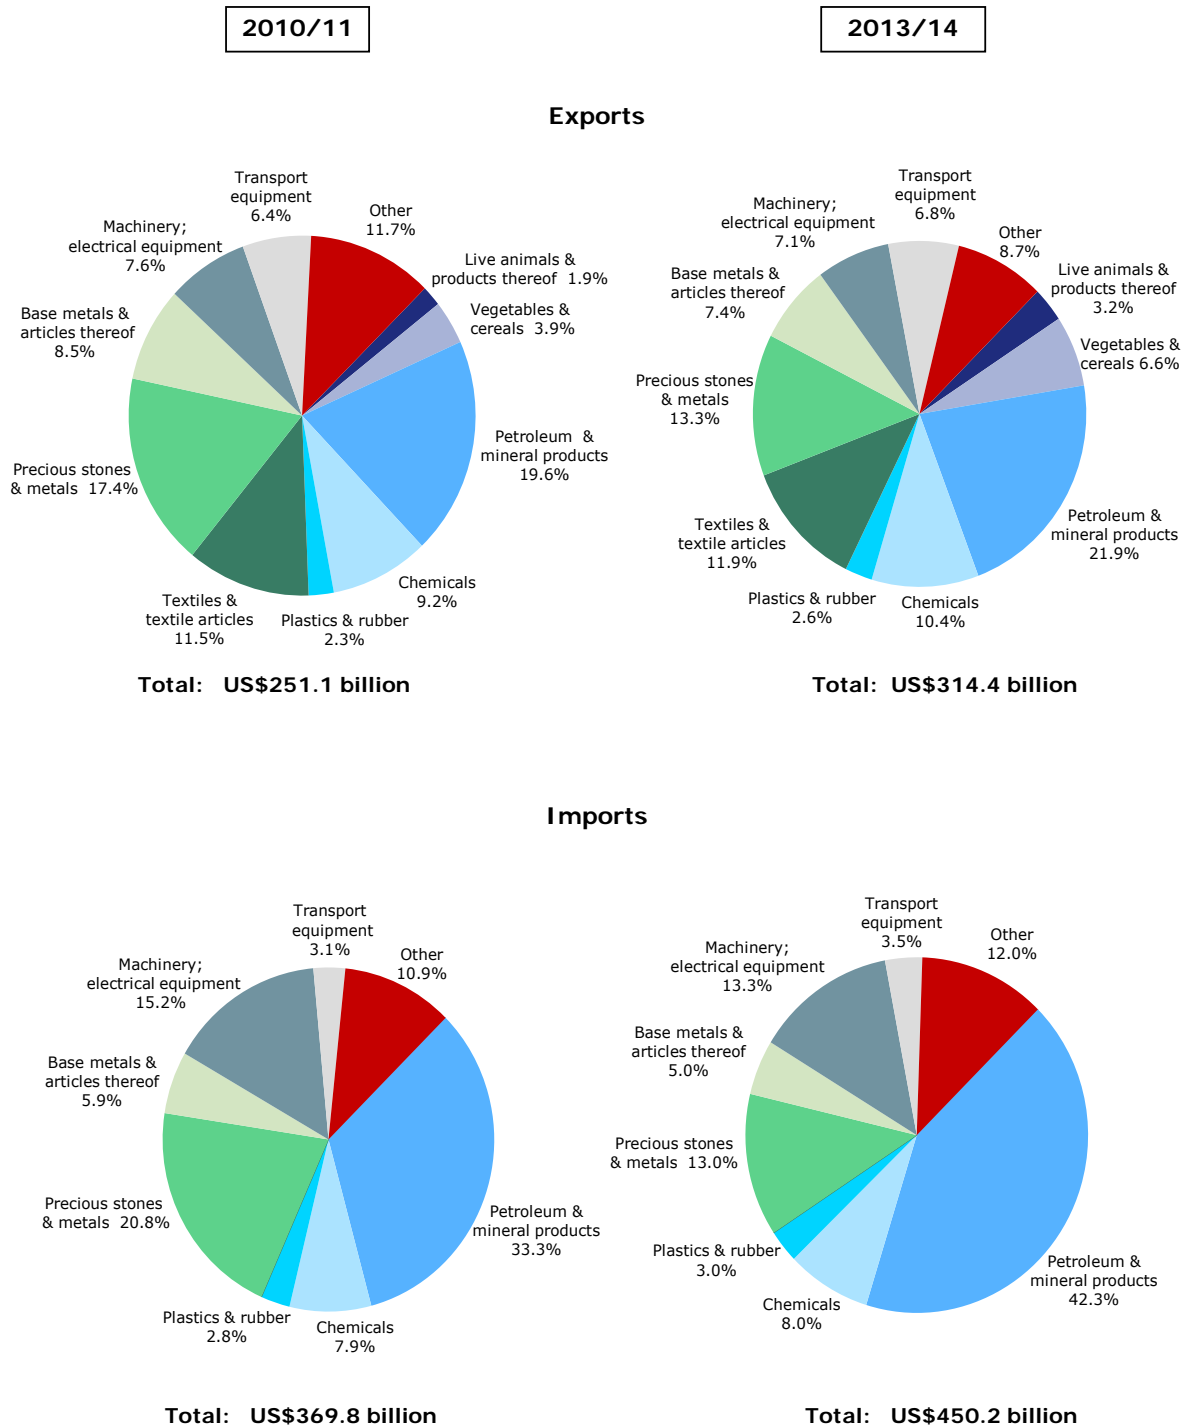 2010/11
2013/14
Exports
Transport
equipment
6.4%
Other
11.7%
Machinery;
electrical equipment
7.6%
Live animals &
products thereof 1.9%
Vegetables &
cereals 3.9%
Base metals &
articles thereof
8.5%
Petroleum &
mineral products
19.6%
Precious stones
& metals 17.4%
Chemicals
9.2%
Textiles &
textile articles
11.5%
Plastics & rubber
2.3%
Total: US$251.1 billion
Transport
equipment
6.8%
Machinery;
electrical equipment
7.1%
Other
8.7%
Live animals &
products thereof
3.2%
Base metals &
articles thereof
7.4%
Vegetables &
cereals 6.6%
Precious stones
& metals
13.3%
Petroleum &
mineral products
21.9%
Textiles &
textile articles
11.9%
Plastics & rubber
2.6%
Chemicals
10.4%
Total: US$314.4 billion
Imports
Transport
equipment
3.1%
Other
10.9%
Machinery;
electrical equipment
15.2%
Base metals &
articles thereof
5.9%
Precious stones
& metals 20.8%
Petroleum &
mineral products
33.3%
Plastics & rubber
2.8%
Chemicals
7.9%
Total: US$369.8 billion
Transport
equipment
3.5%
Other
12.0%
Machinery;
electrical equipment
13.3%
Base metals &
articles thereof
5.0%
Precious stones
& metals 13.0%
Plastics & rubber
3.0%
Petroleum &
mineral products
42.3%
Chemicals
8.0%
Total: US$450.2 billion